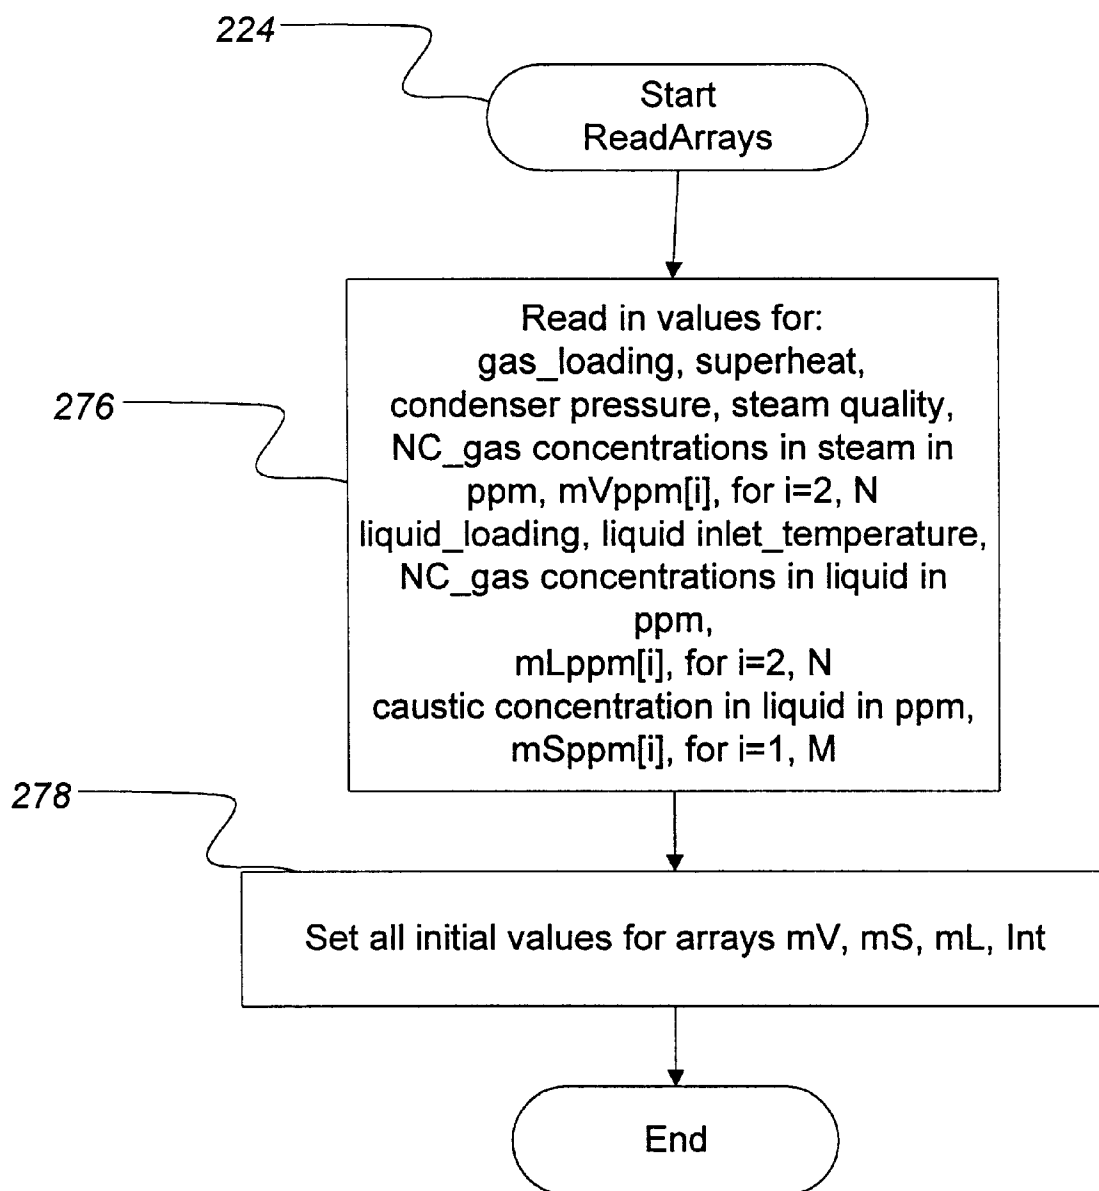 224
Start
ReadArrays
276
Read in values for:
gas_loading, superheat,
condenser pressure, steam quality,
NC_gas concentrations in steam in
ppm, mVppm[i], for i=2, N
liquid_loading, liquid inlet_temperature,
NC_gas concentrations in liquid in
ppm,
mLppm[i], for i=2, N
caustic concentration in liquid in ppm,
mSppm[i], for i=1, M
278
Set all initial values for arrays mV, mS, mL, Int
End